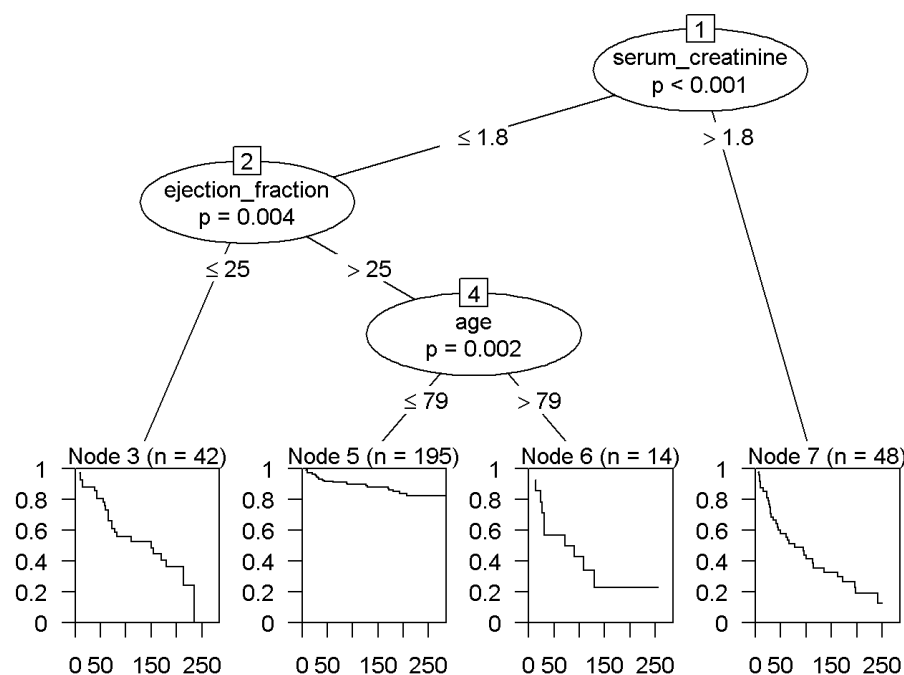 1
serum_creatinine
p < 0.001
≤ 1.8
> 1.8
2
ejection_fraction
p = 0.004
≤ 25
> 25
4
age
p = 0.002
≤ 79
> 79
Node 3 (n = 42)
1
0.8
0.6
0.4
0.2
0
0 50 150 250
Node 5 (n = 195)
1
0.8
0.6
0.4
0.2
0
0 50 150 250
Node 6 (n = 14)
1
0.8
0.6
0.4
0.2
0
0 50 150 250
Node 7 (n = 48)
1
0.8
0.6
0.4
0.2
0
0 50 150 250